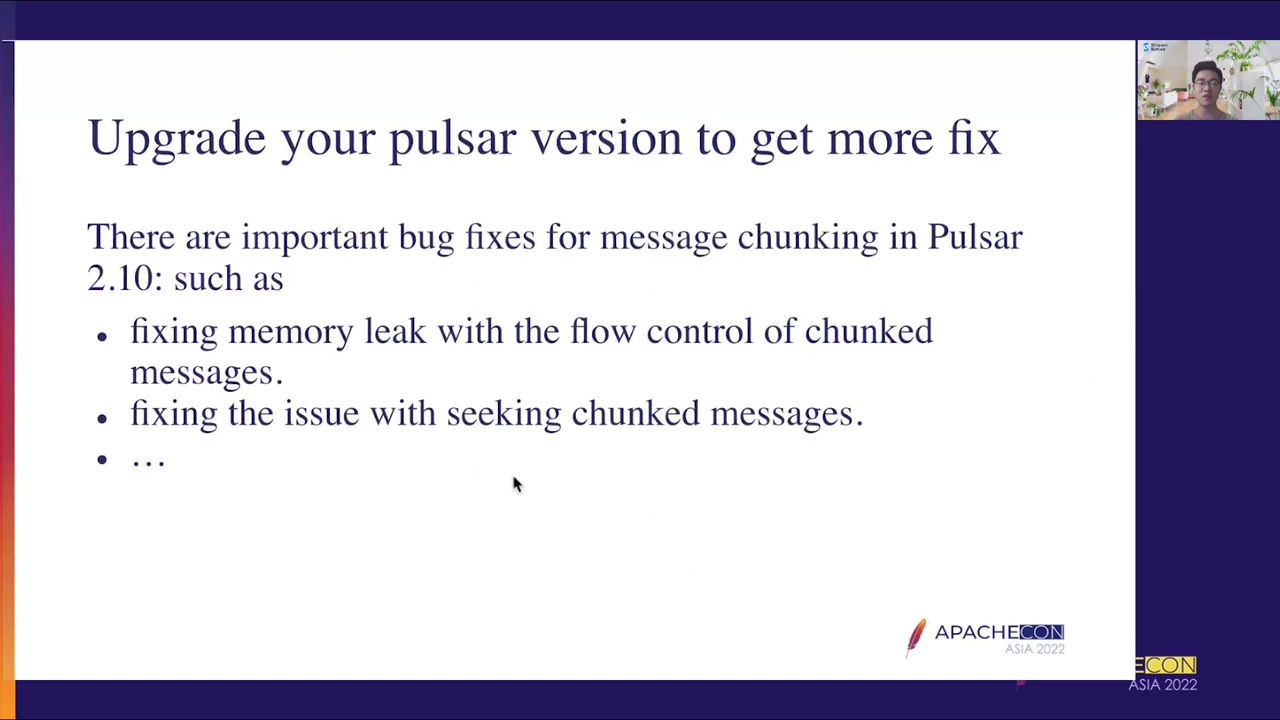 Upgrade your pulsar version to get more fix
There are important bug fixes for message chunking in Pulsar
2.10: such as
• fixing memory leak with the flow control of chunked
messages.
• fixing the issue with seeking chunked messages.
• …
APACHECON
ASIA 2022
ECON
ASIA 2022
Stream
Native